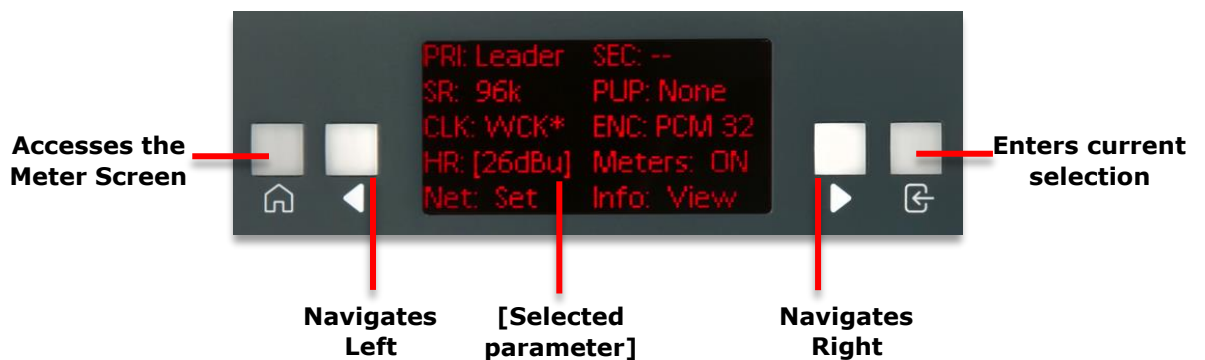 PRI: Leader SEC: --
SR: 96k PUP: None
CLK: WCK* ENC: PCM 32
HR: [26dBu] Meters: ON
Net: Set Info: View
Accesses the
Meter Screen
Enters current
selection
Navigates
Left
[Selected
parameter]
Navigates
Right